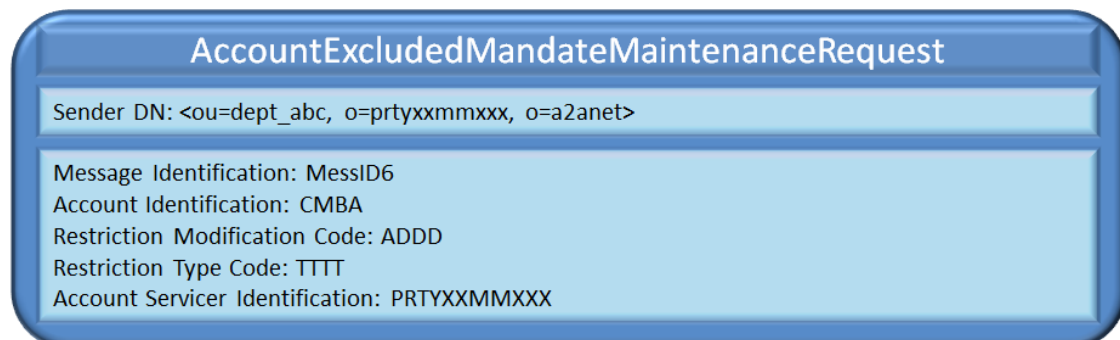 AccountExcludedMandateMaintenanceRequest
Sender DN: <ou=dept_abc, o=prtyxxmmxxx, o=a2anet>
Message Identification: MessID6
Account Identification: CMBA
Restriction Modification Code: ADDD
Restriction Type Code: TTTT
Account Servicer Identification: PRTYXXMMXXX